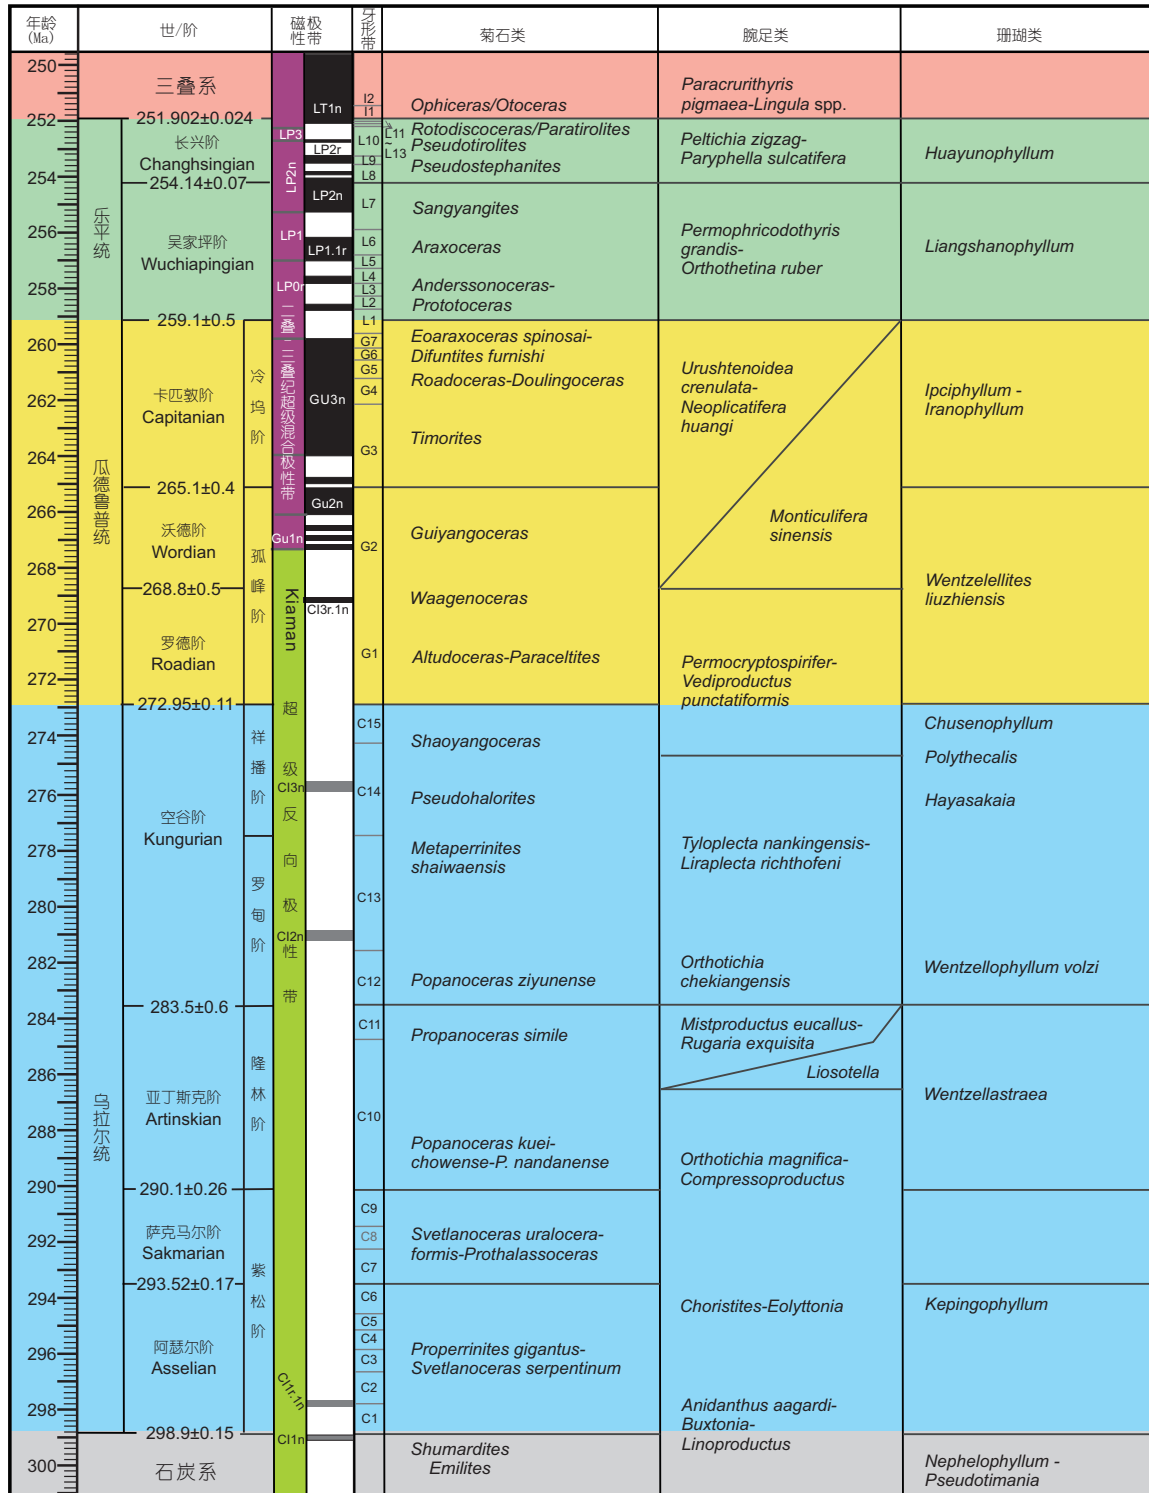 年龄
(Ma)
世/阶
磁极
性带
牙形带
菊石类
腕足类
珊瑚类
250
252
254
256
258
260
262
264
266
268
270
272
274
276
278
280
282
284
286
288
290
292
294
296
298
300
三叠系
251.902±0.024
乐平统
长兴阶
Changhsingian
254.14±0.07
吴家坪阶
Wuchiapingian
259.1±0.5
瓜德鲁普统
卡匹敦阶
Capitanian
265.1±0.4
沃德阶
Wordian
268.8±0.5
罗德阶
Roadian
272.95±0.11
冷坞阶
孤峰阶
乌拉尔统
空谷阶
Kungurian
283.5±0.6
亚丁斯克阶
Artinskian
290.1±0.26
萨克马尔阶
Sakmarian
293.52±0.17
阿瑟尔阶
Asselian
298.9±0.15
石炭系
祥播阶
罗甸阶
隆林阶
紫松阶
LP3
LP2n
LP1
LP0r
二叠-三叠纪超级混合极性带
Gu1n
Kiaman
超级反向极性带
CI3n
CI2n
CI1r.1n
CI1n
LT1n
LP2r
LP2n
LP1.1r
GU3n
Gu2n
CI3r.1n
I2
I1
L11
~
L13
L10
L9
L8
L7
L6
L5
L4
L3
L2
L1
G7
G6
G5
G4
G3
G2
G1
C15
C14
C13
C12
C11
C10
C9
C8
C7
C6
C5
C4
C3
C2
C1
Ophiceras/Otoceras
Rotodiscoceras/Paratirolites
Pseudotirolites
Pseudostephanites
Sangyangites
Araxoceras
Anderssonoceras-
Prototoceras
Eoaraxoceras spinosai-
Difuntites furnishi
Roadoceras-Doulingoceras
Timorites
Guiyangoceras
Waagenoceras
Altudoceras-Paraceltites
Shaoyangoceras
Pseudohalorites
Metaperrinites
shaiwaensis
Popanoceras ziyunense
Propanoceras simile
Popanoceras kuei-
chowense-P. nandanense
Svetlanoceras uralocera-
formis-Prothalassoceras
Properrinites gigantus-
Svetlanoceras serpentinum
Shumardites
Emilites
Paracrurithyris
pigmaea-Lingula spp.
Peltichia zigzag-
Paryphella sulcatifera
Permophricodothyris
grandis-
Orthothetina ruber
Urushtenoidea
crenulata-
Neoplicatifera
huangi
Monticulifera
sinensis
Permocryptospirifer-
Vediproductus
punctatiformis
Tyloplecta nankingensis-
Liraplecta richthofeni
Orthotichia
chekiangensis
Mistproductus eucallus-
Rugaria exquisita
Liosotella
Orthotichia magnifica-
Compressoproductus
Choristites-Eolyttonia
Anidanthus aagardi-
Buxtonia-
Linoproductus
Huayunophyllum
Liangshanophyllum
Ipciphyllum -
Iranophyllum
Wentzelellites
liuzhiensis
Chusenophyllum
Polythecalis
Hayasakaia
Wentzellophyllum volzi
Wentzellastraea
Kepingophyllum
Nephelophyllum -
Pseudotimania